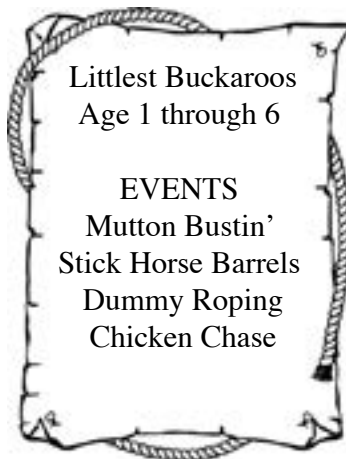 Littlest Buckaroos
Age 1 through 6
EVENTS
Mutton Bustin’
Stick Horse Barrels
Dummy Roping
Chicken Chase